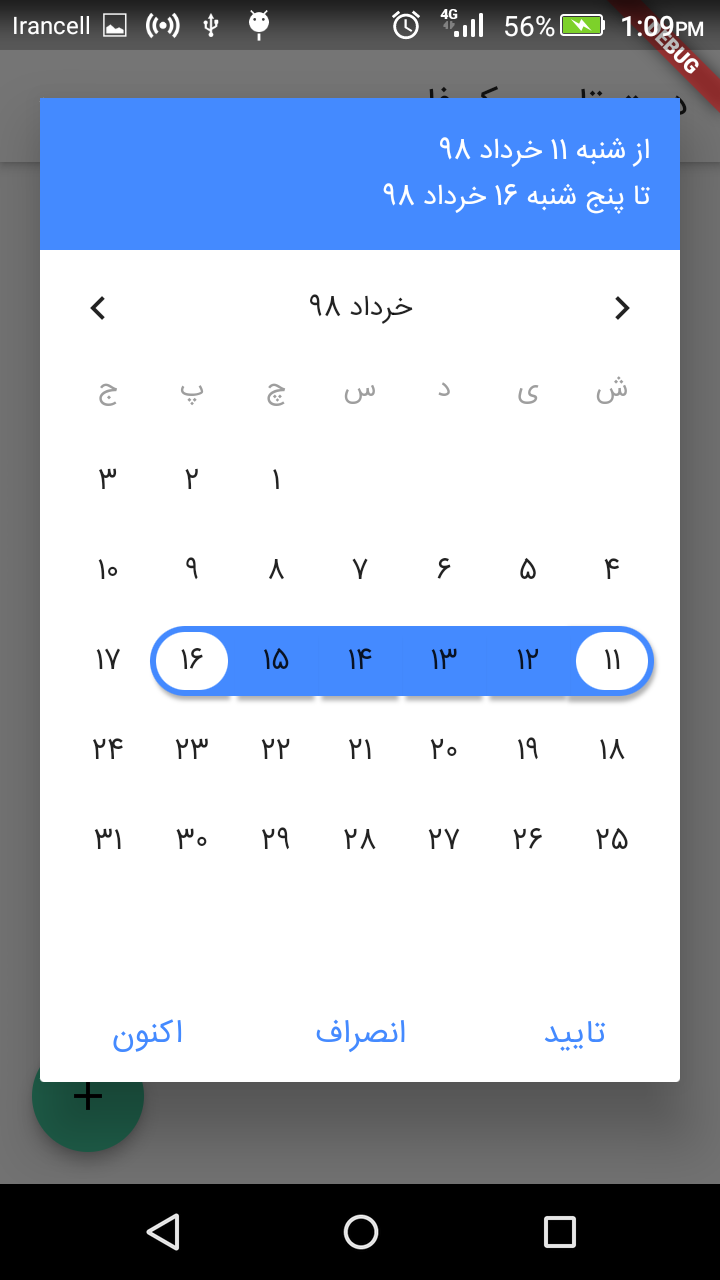 Irancell 4G 56% 1:09PM
از شنبه ۱۱ خرداد ۹۸
تا پنج شنبه ۱۶ خرداد ۹۸
خرداد ۹۸
ش ی د س چ پ ج
۱ ۲ ۳
۴ ۵ ۶ ۷ ۸ ۹ ۱۰
۱۱ ۱۲ ۱۳ ۱۴ ۱۵ ۱۶ ۱۷
۱۸ ۱۹ ۲۰ ۲۱ ۲۲ ۲۳ ۲۴
۲۵ ۲۶ ۲۷ ۲۸ ۲۹ ۳۰ ۳۱
تایید انصراف اکنون